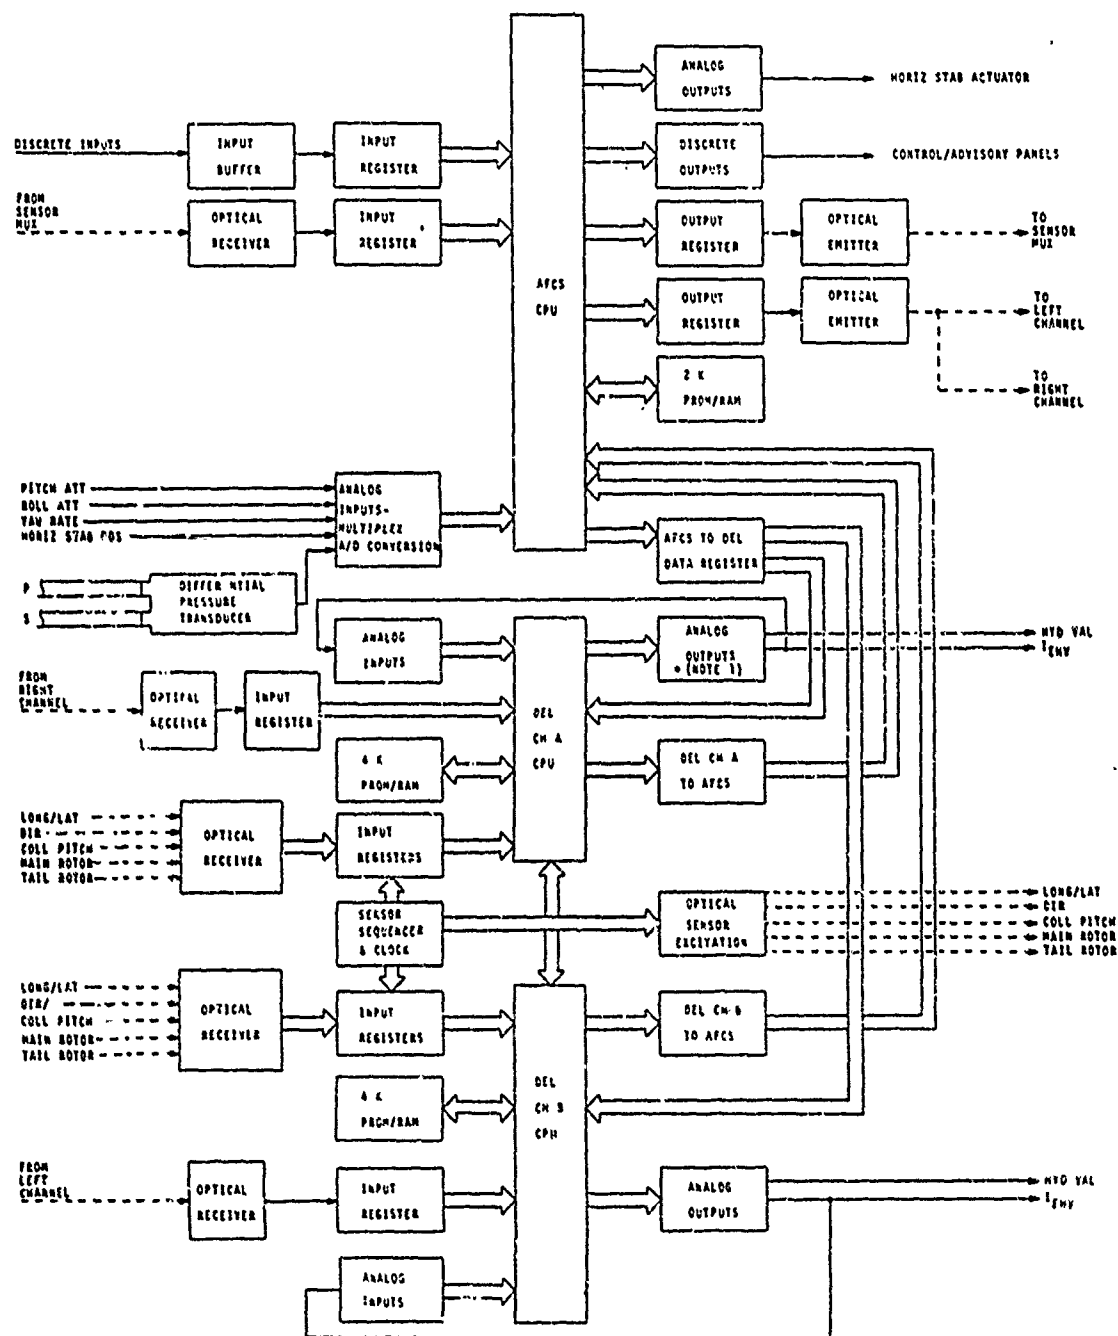 ANALOG
OUTPUTS
HORIZ STAB ACTUATOR
DISCRETE INPUTS
INPUT
BUFFER
INPUT
REGISTER
DISCRETE
OUTPUTS
CONTROL/ADVISORY PANELS
FROM
SENSOR
MUX
OPTICAL
RECEIVER
INPUT
REGISTER
OUTPUT
REGISTER
OPTICAL
EMITTER
TO
SENSOR
MUX
AFCS
CPU
OUTPUT
REGISTER
OPTICAL
EMITTER
TO
LEFT
CHANNEL
2 K
PROM/RAM
TO
RIGHT
CHANNEL
PITCH ATT
ROLL ATT
YAW RATE
HORIZ STAB POS
ANALOG
INPUTS-
MULTIPLEX
A/D CONVERSION
AFCS TO DEL
DATA REGISTER
P
S
DIFFER NTIAL
PRESSURE
TRANSDUCER
ANALOG
INPUTS
ANALOG
OUTPUTS
* (NOTE 1)
HYD VAL
I EHV
FROM
RIGHT
CHANNEL
OPTICAL
RECEIVER
INPUT
REGISTER
DEL
CH A
CPU
4 K
PROM/RAM
DEL CH A
TO AFCS
LONG/LAT
DIR
COLL PITCH
MAIN ROTOR
TAIL ROTOR
OPTICAL
RECEIVER
INPUT
REGISTERS
SENSOR
SEQUENCER
& CLOCK
OPTICAL
SENSOR
EXCITATION
LONG/LAT
DIR
COLL PITCH
MAIN ROTOR
TAIL ROTOR
LONG/LAT
DIR/
COLL PITCH
MAIN ROTOR
TAIL ROTOR
OPTICAL
RECEIVER
INPUT
REGISTERS
DEL CH B
TO AFCS
DEL
CH B
CPU
4 K
PROM/RAM
FROM
LEFT
CHANNEL
OPTICAL
RECEIVER
INPUT
REGISTER
ANALOG
OUTPUTS
HYD VAL
I EHV
ANALOG
INPUTS